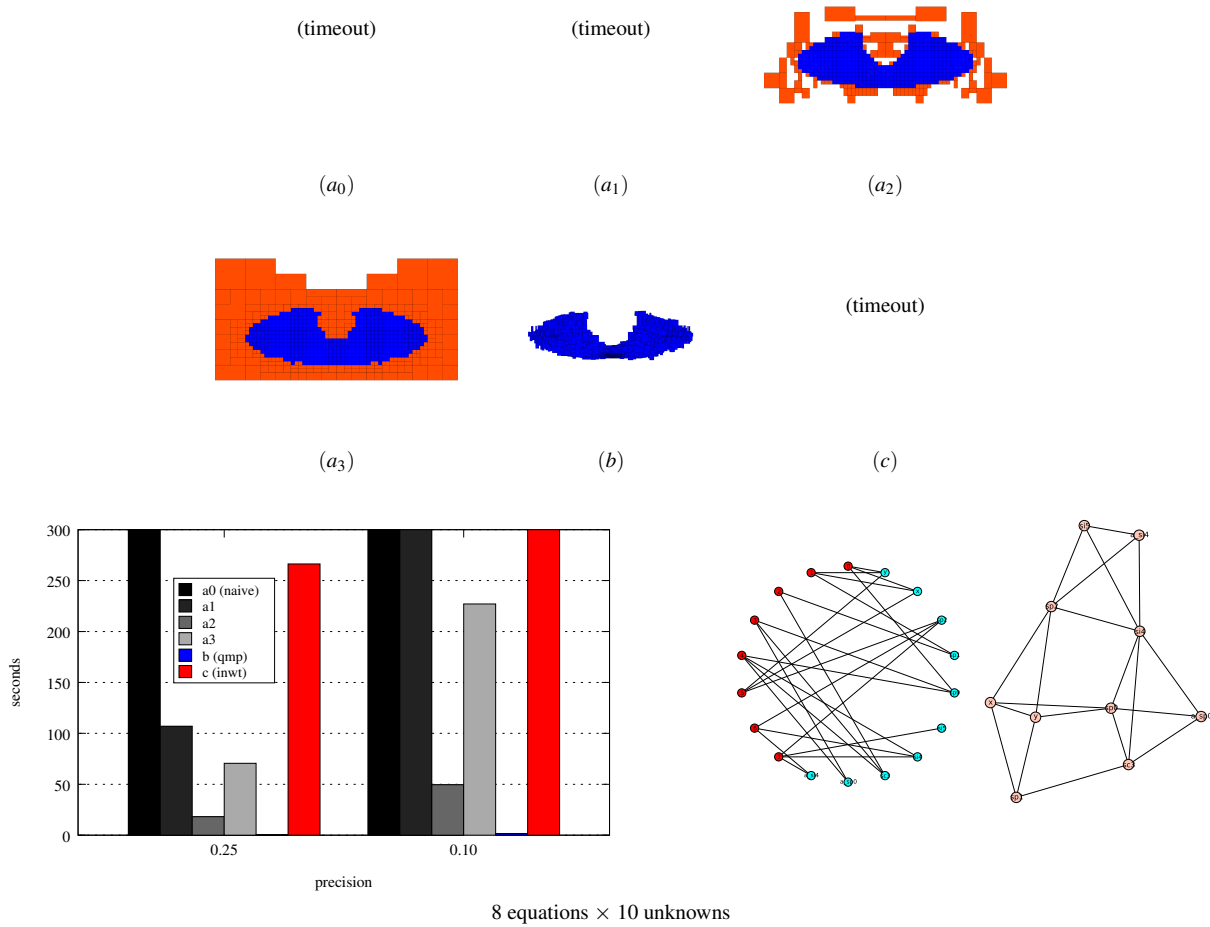 (timeout)
(timeout)
(a0)
(a1)
(a2)
(timeout)
(a3)
(b)
(c)
300
250
200
150
100
50
0
seconds
a0 (naive)
a1
a2
a3
b (qmp)
c (inwt)
0.25
0.10
precision
y
x
x
y
8 equations × 10 unknowns